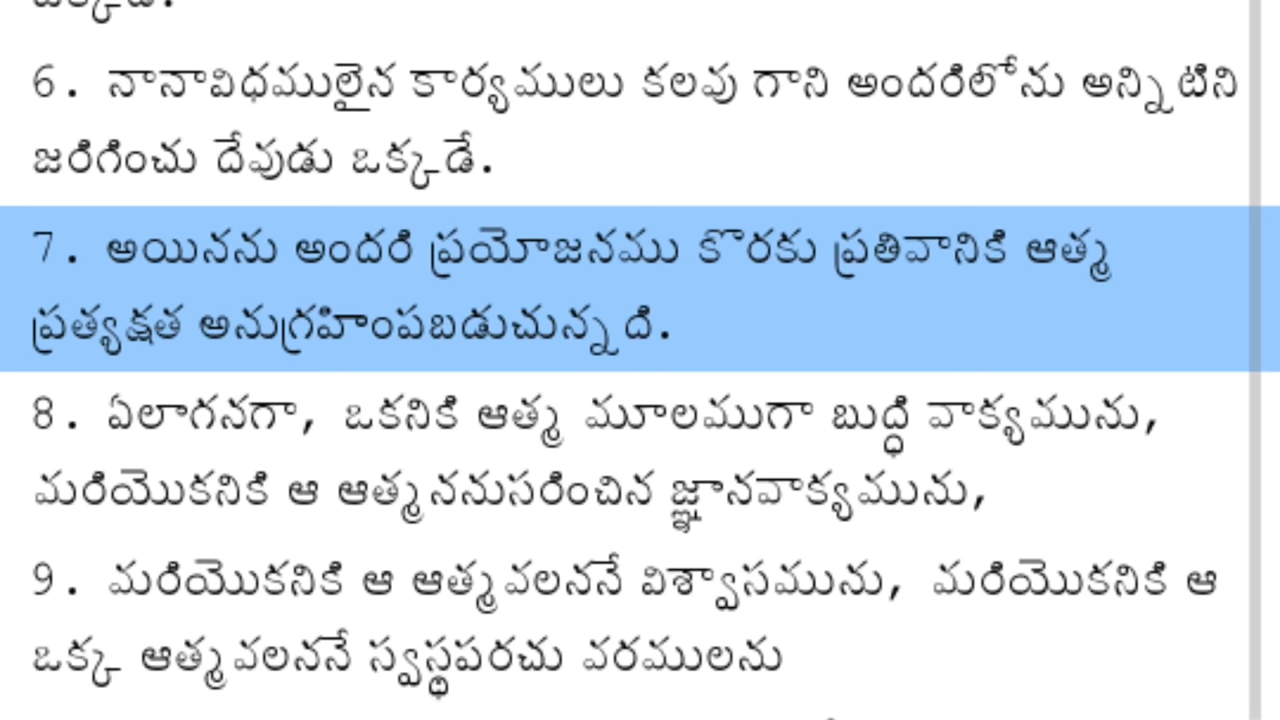 6. నానావిధములైన కార్యములు కలవు గాని అందరిలోను అన్నిటిని
జరిగించు దేవుడు ఒక్కడే.
7. అయినను అందరి ప్రయోజనము కొరకు ప్రతివానికి ఆత్మ
ప్రత్యక్షత అనుగ్రహింపబడుచున్నది.
8. ఏలాగనగా, ఒకనికి ఆత్మ మూలముగా బుద్ధి వాక్యమును,
మరియొకనికి ఆ ఆత్మననుసరించిన జ్ఞానవాక్యమును,
9. మరియొకనికి ఆ ఆత్మవలననే విశ్వాసమును, మరియొకనికి ఆ
ఒక్క ఆత్మవలననే స్వస్థపరచు వరములను